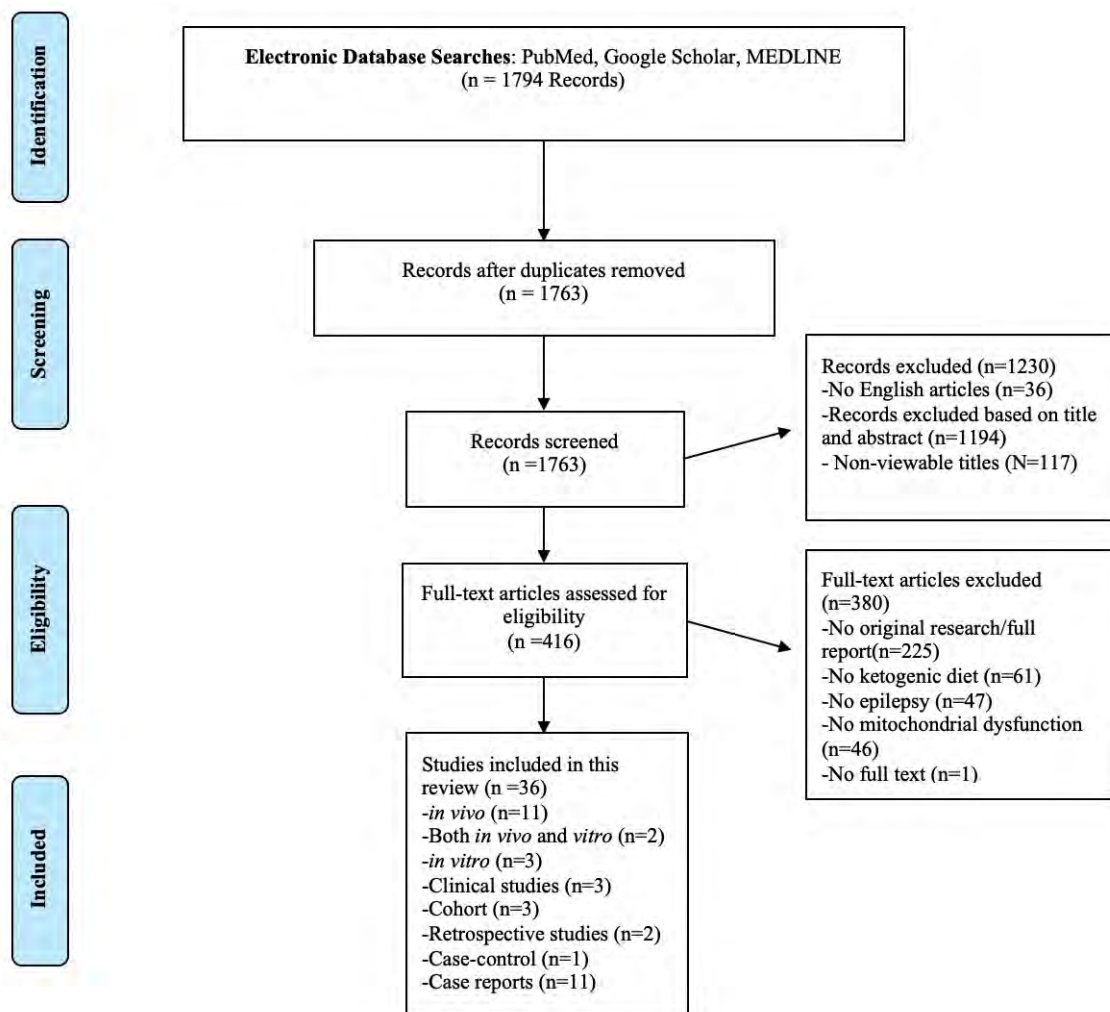 Identification
Electronic Database Searches: PubMed, Google Scholar, MEDLINE
(n = 1794 Records)
Screening
Records after duplicates removed
(n = 1763)
Records screened
(n =1763)
Records excluded (n=1230)
-No English articles (n=36)
-Records excluded based on title
and abstract (n=1194)
- Non-viewable titles (N=117)
Eligibility
Full-text articles assessed for
eligibility
(n =416)
Full-text articles excluded
(n=380)
-No original research/full
report(n=225)
-No ketogenic diet (n=61)
-No epilepsy (n=47)
-No mitochondrial dysfunction
(n=46)
-No full text (n=1)
Included
Studies included in this
review (n =36)
-in vivo (n=11)
-Both in vivo and vitro (n=2)
-in vitro (n=3)
-Clinical studies (n=3)
-Cohort (n=3)
-Retrospective studies (n=2)
-Case-control (n=1)
-Case reports (n=11)